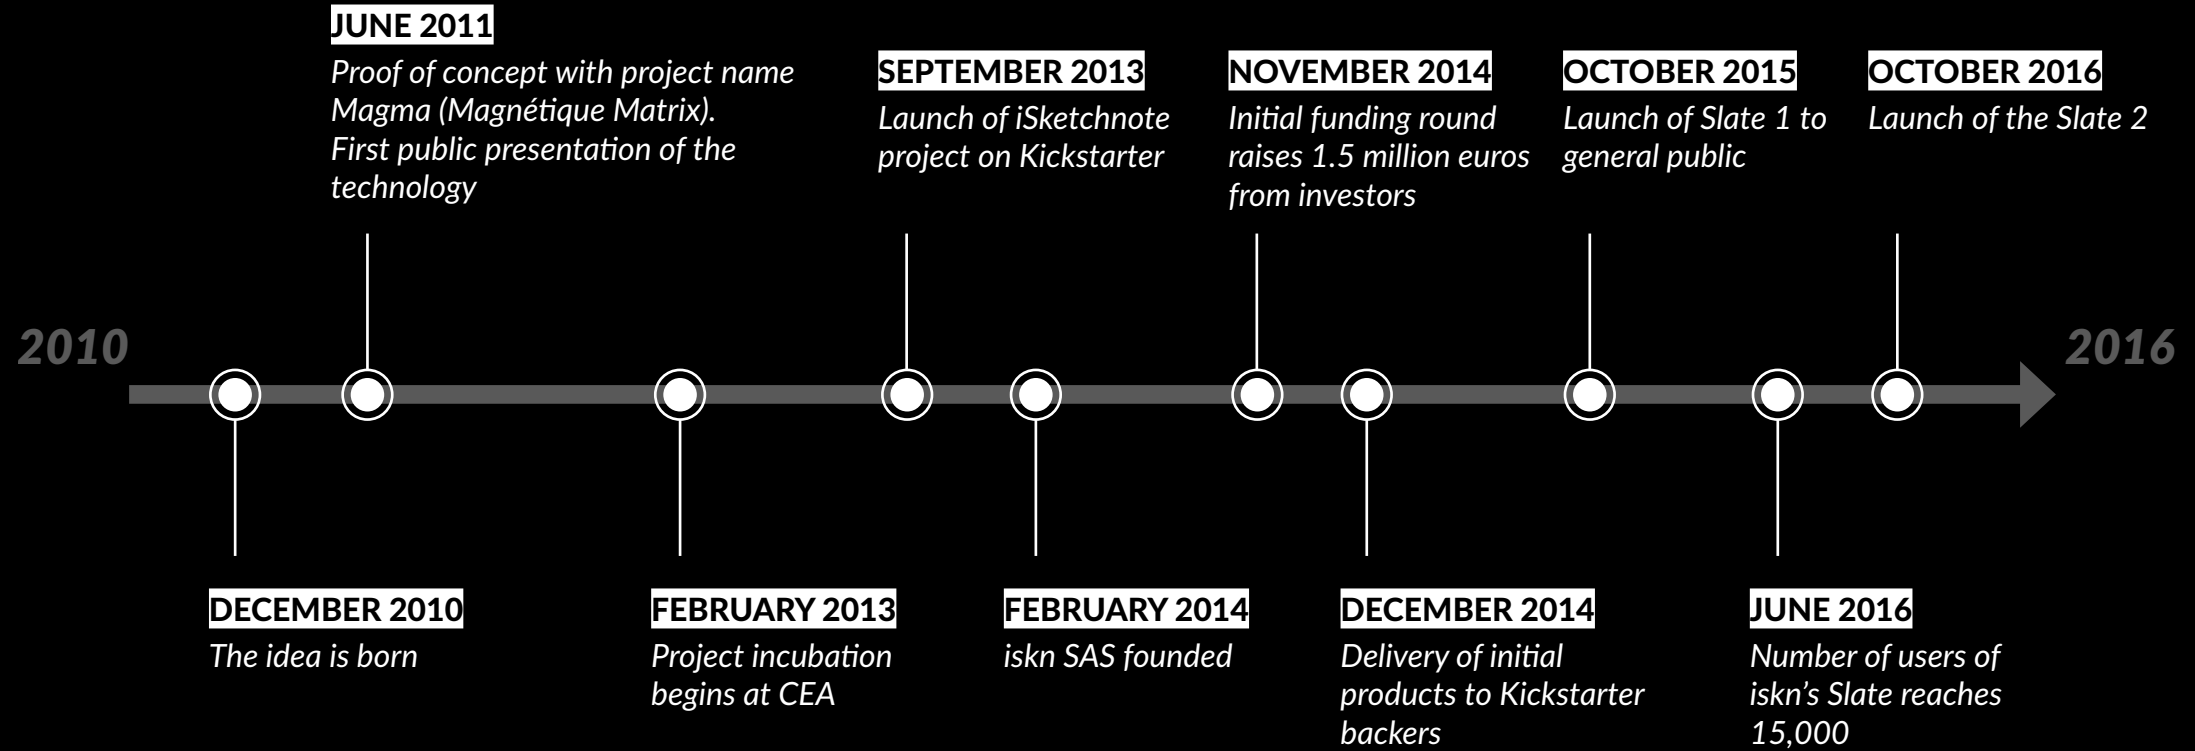 JUNE 2011
Proof of concept with project name
Magma (Magnétique Matrix).
First public presentation of the
technology
SEPTEMBER 2013
Launch of iSketchnote
project on Kickstarter
NOVEMBER 2014
Initial funding round
raises 1.5 million euros
from investors
OCTOBER 2015
Launch of Slate 1 to
general public
OCTOBER 2016
Launch of the Slate 2
2010
2016
DECEMBER 2010
The idea is born
FEBRUARY 2013
Project incubation
begins at CEA
FEBRUARY 2014
iskn SAS founded
DECEMBER 2014
Delivery of initial
products to Kickstarter
backers
JUNE 2016
Number of users of
iskn’s Slate reaches
15,000